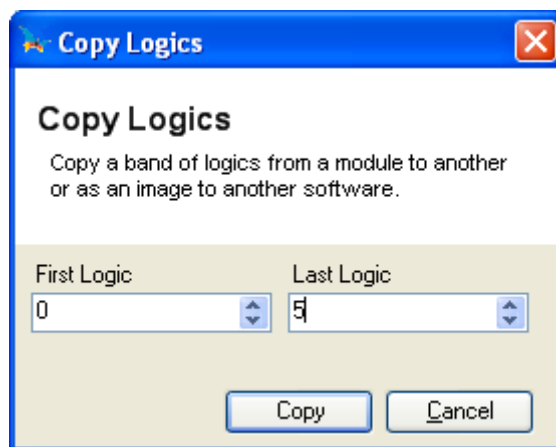 Copy Logics
Copy Logics
Copy a band of logics from a module to another
or as an image to another software.
First Logic Last Logic
0 5
Copy Cancel